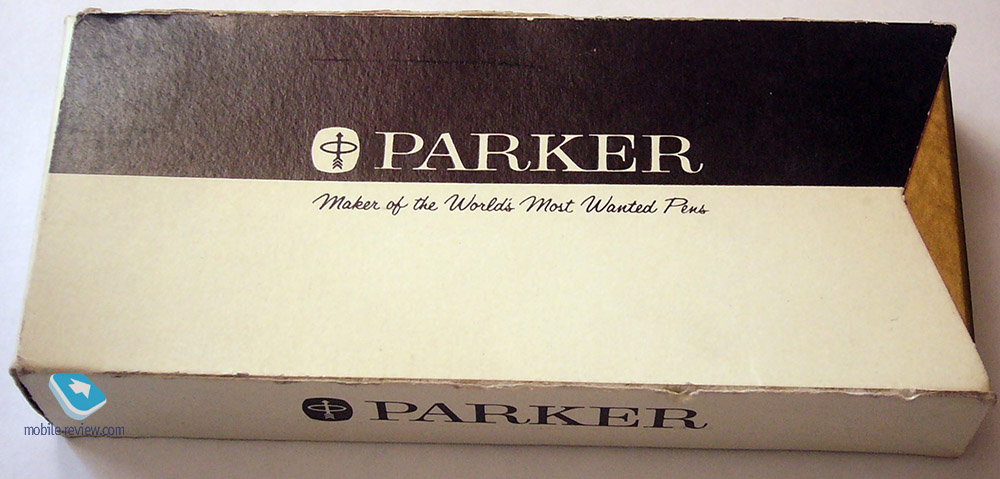 PARKER
Maker of the World's Most Wanted Pens
PARKER
mobile-review.com